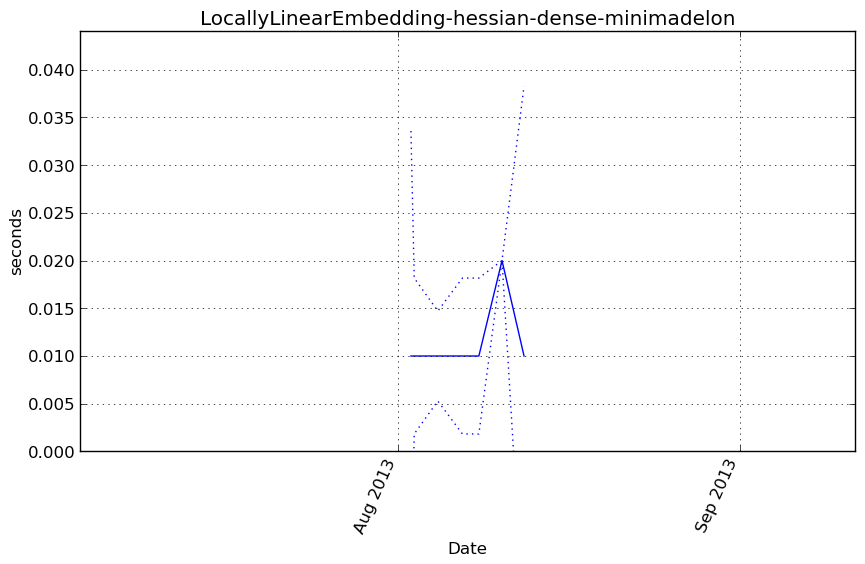 LocallyLinearEmbedding-hessian-dense-minimadelon
0.040
0.035
0.030
0.025
0.020
0.015
0.010
0.005
0.000
seconds
Aug 2013
Sep 2013
Date